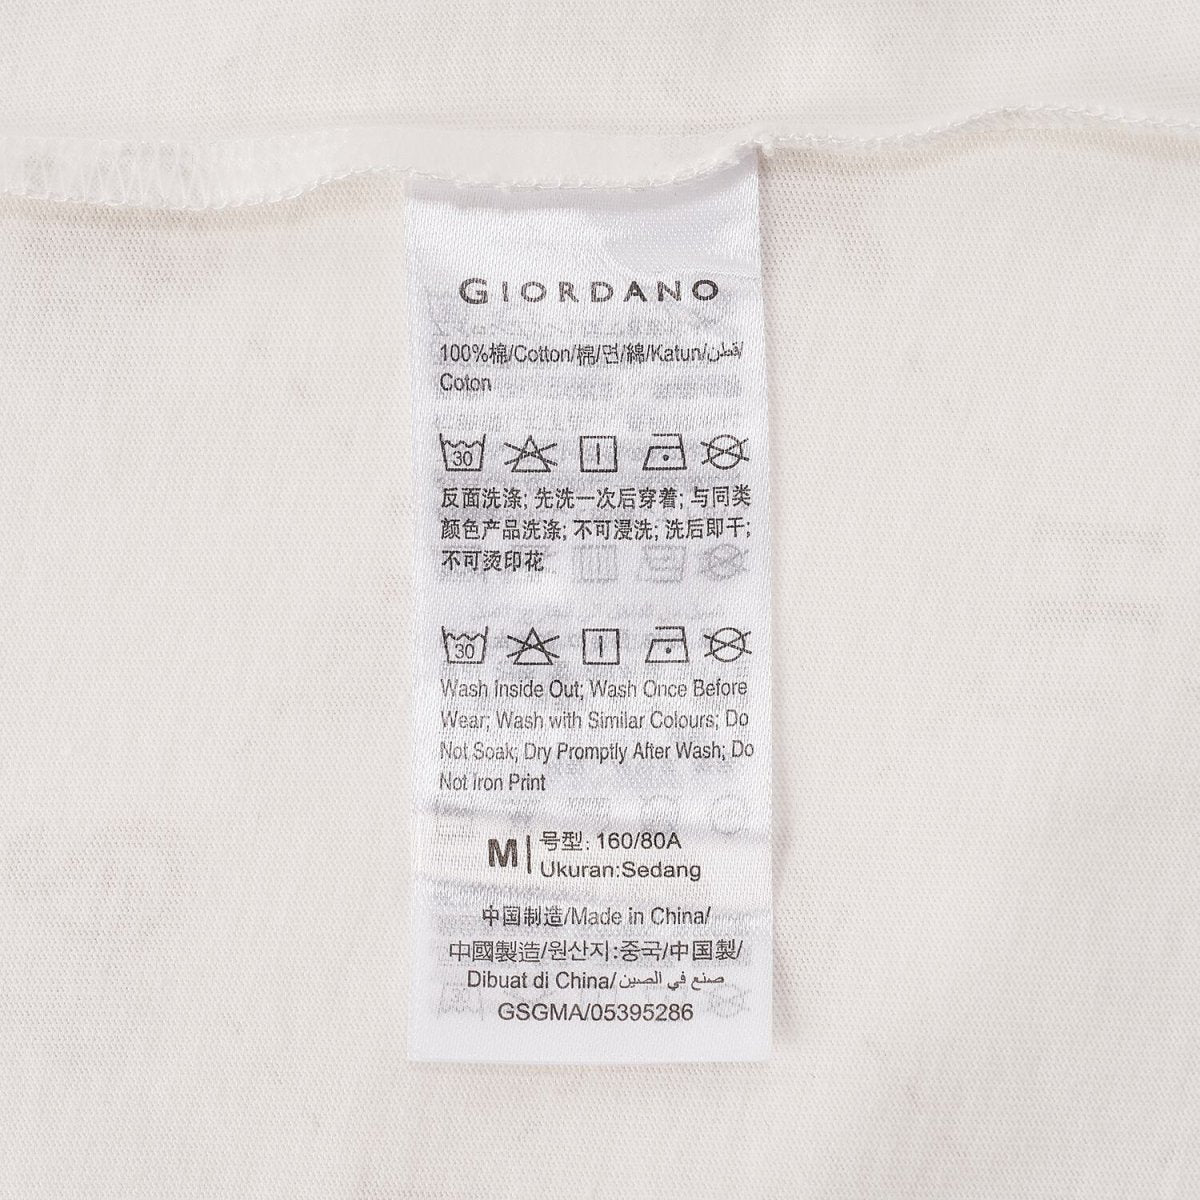 GIORDANO
100%棉/Cotton/棉/면/綿/Katun/قطن/
Coton
30
反面洗涤; 先洗一次后穿着; 与同类
颜色产品洗涤; 不可浸洗; 洗后即干;
不可烫印花
30
Wash Inside Out; Wash Once Before
Wear; Wash with Similar Colours; Do
Not Soak; Dry Promptly After Wash; Do
Not Iron Print
M 号型: 160/80A
Ukuran:Sedang
中国制造/Made in China/
中國製造/원산지:중국/中国製/
Dibuat di China/صنع في الصين
GSGMA/05395286